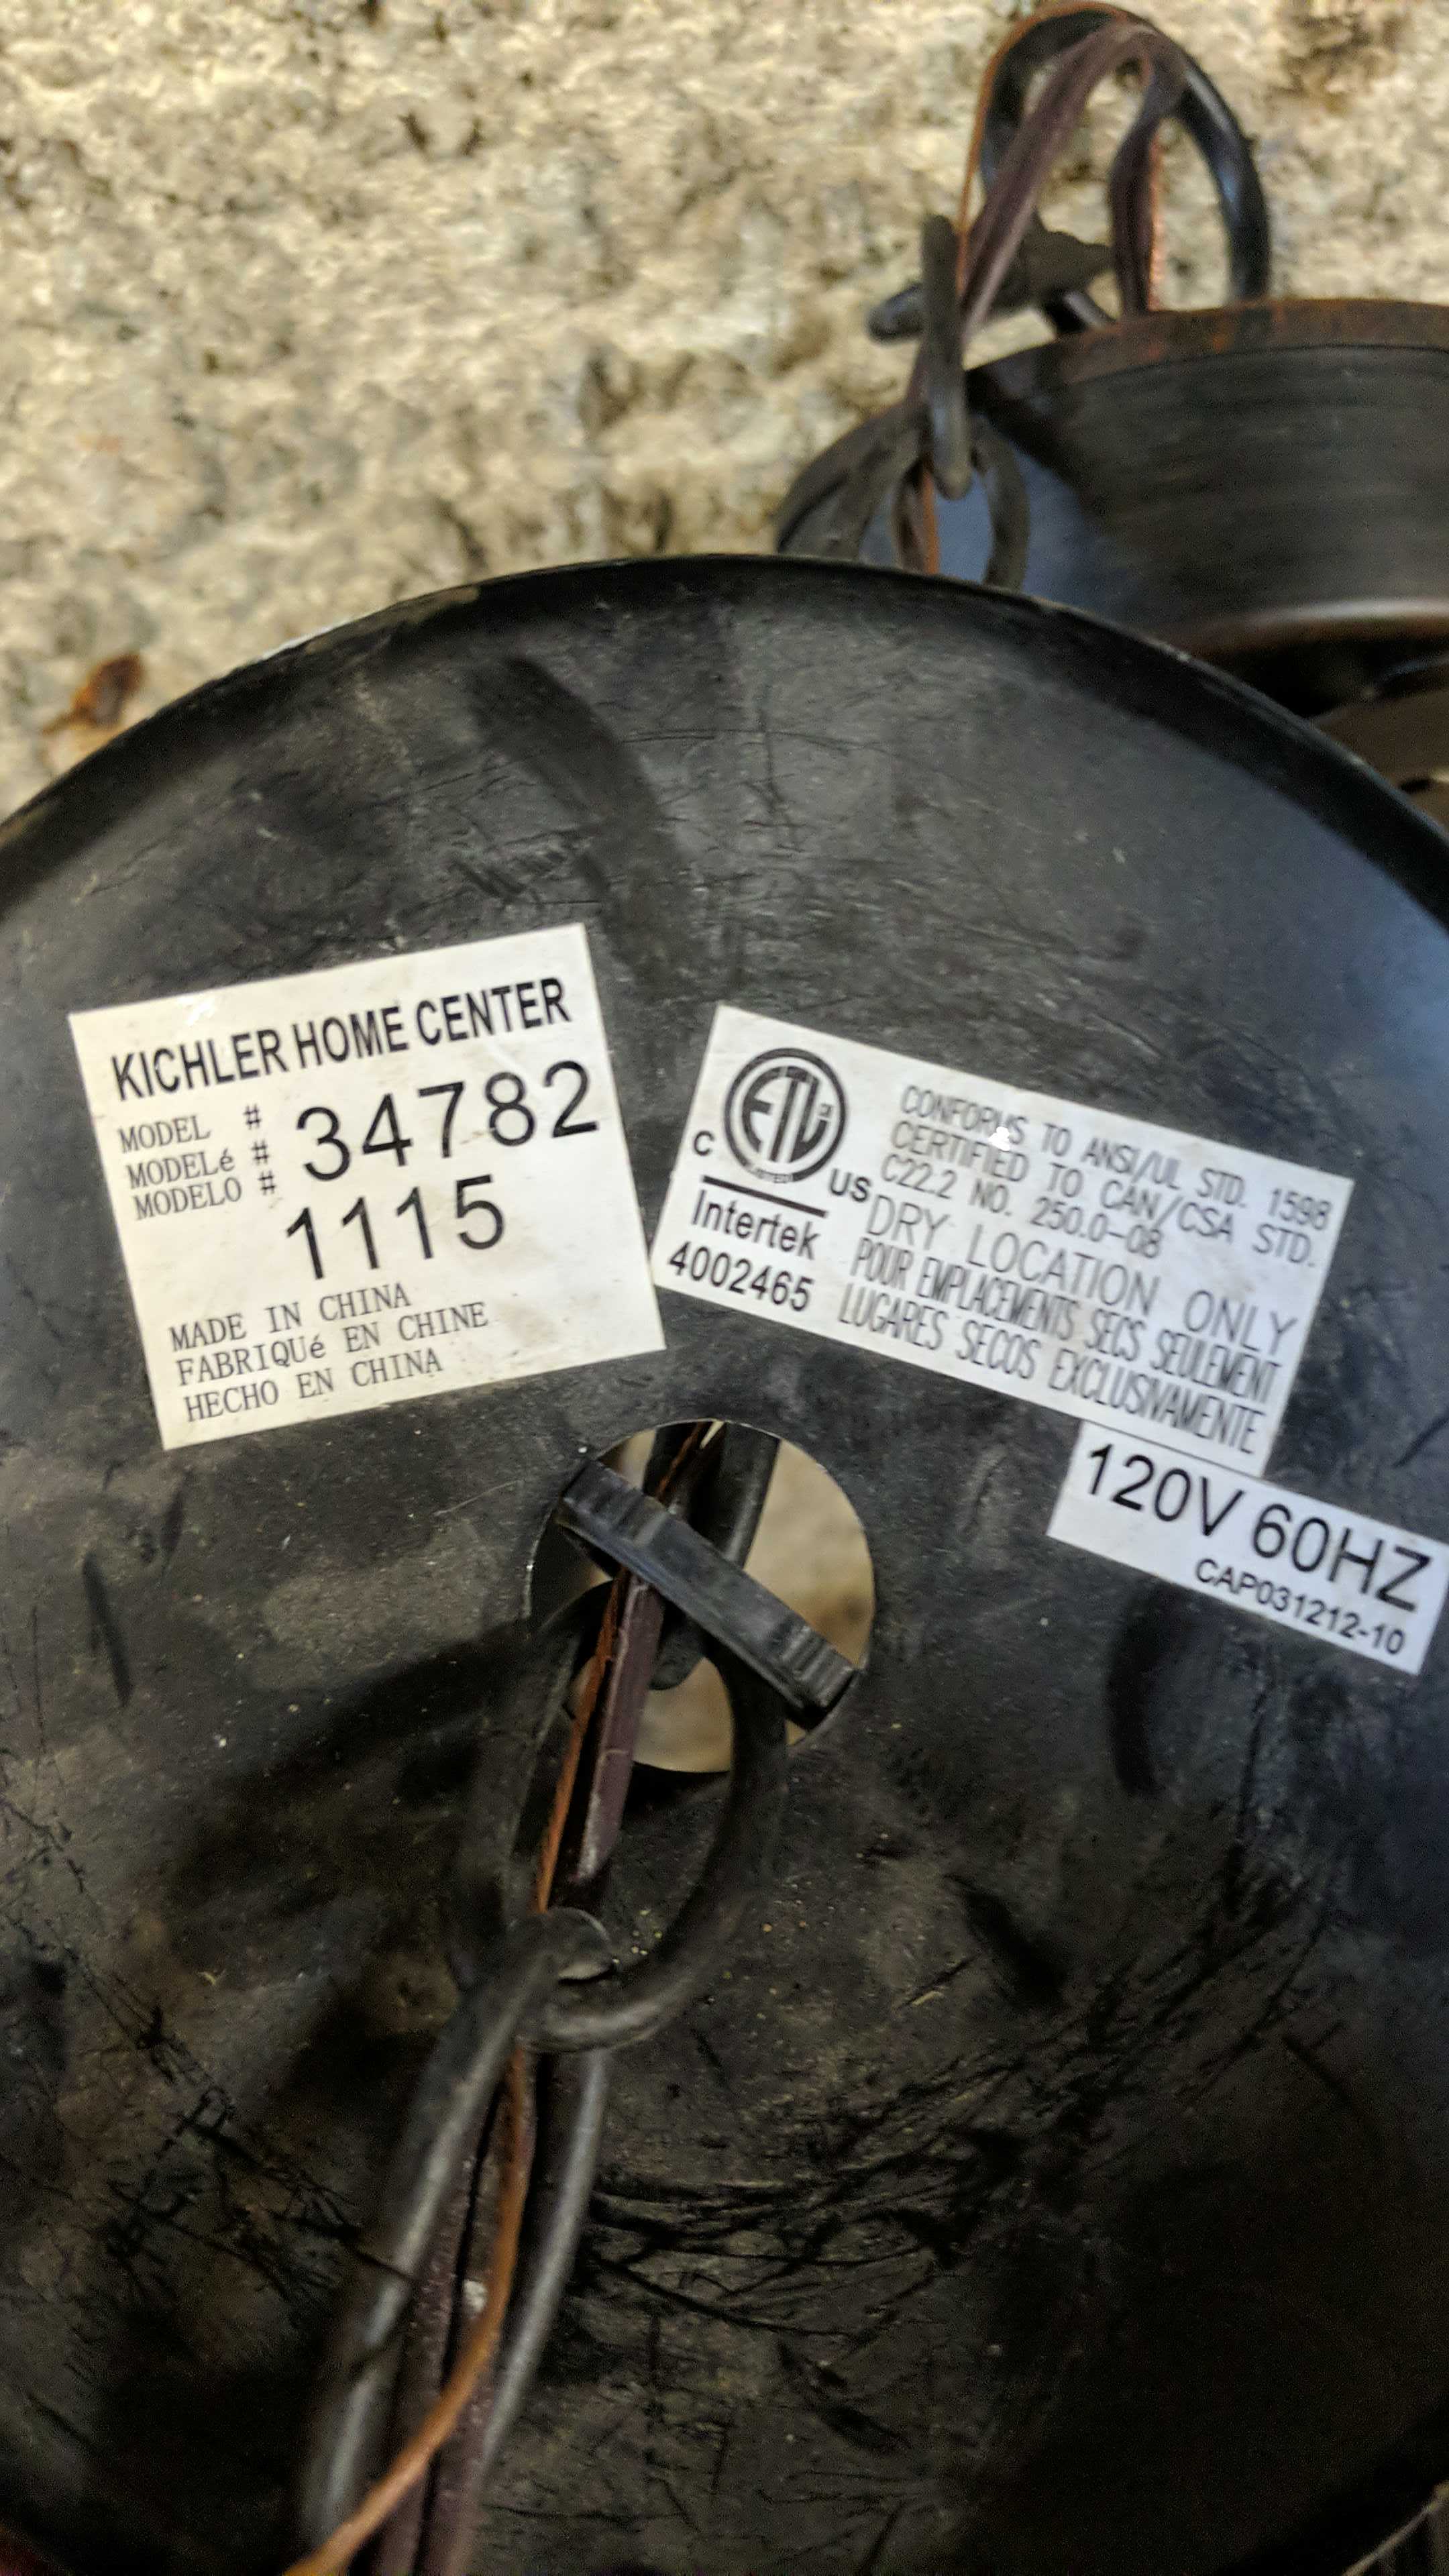 KICHLER HOME CENTER
MODEL #
MODELé #
MODELO #
34782
1115
MADE IN CHINA
FABRIQUé EN CHINE
HECHO EN CHINA
ETL
C
US
Intertek
4002465
CONFORMS TO ANSI/UL STD. 1598
CERTIFIED TO CAN/CSA STD.
C22.2 NO. 250.0-08
DRY LOCATION ONLY
POUR EMPLACEMENTS SECS SEULEMENT
LUGARES SECOS EXCLUSIVAMENTE
120V 60HZ
CAP031212-10